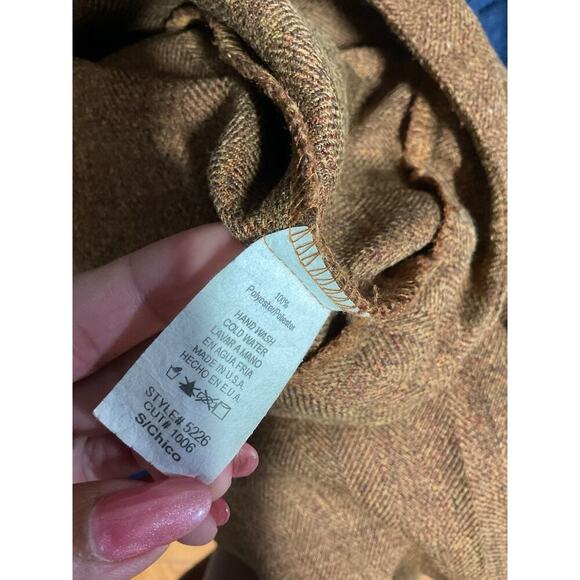 100%
Polyester/Poliester
HAND WASH
COLD WATER
LAVAR A MANO
EN AGUA FRIA
MADE IN U.S.A.
HECHO EN E.U.A.
STYLE# 5226
CUT# 1006
S/Chico